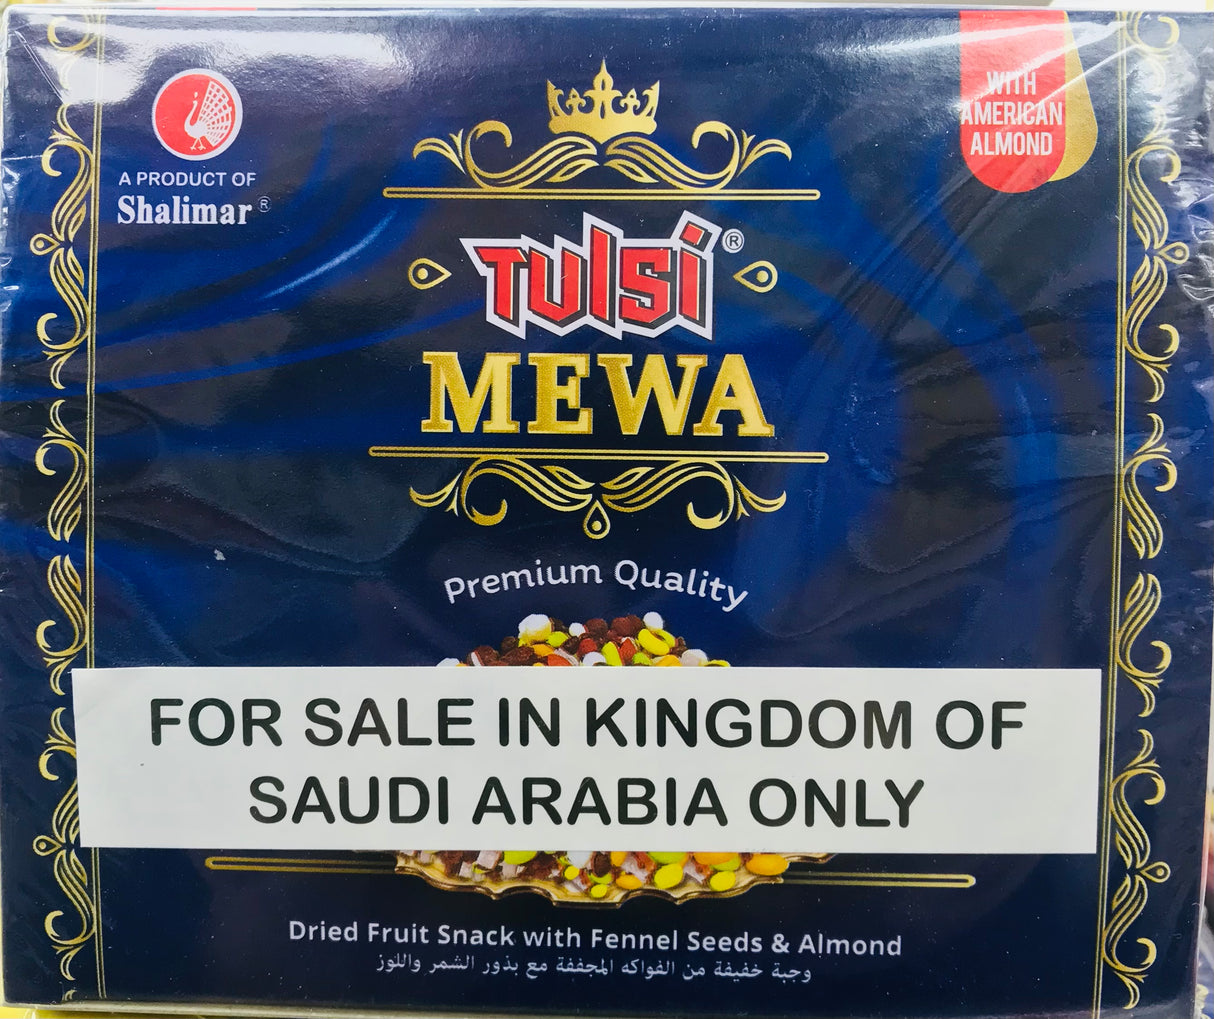 A PRODUCT OF
Shalimar®
WITH
AMERICAN
ALMOND
TULSi®
MEWA
Premium Quality
FOR SALE IN KINGDOM OF
SAUDI ARABIA ONLY
Dried Fruit Snack with Fennel Seeds & Almond
وجبة خفيفة من الفواكه المجففة مع بذور الشمر واللوز